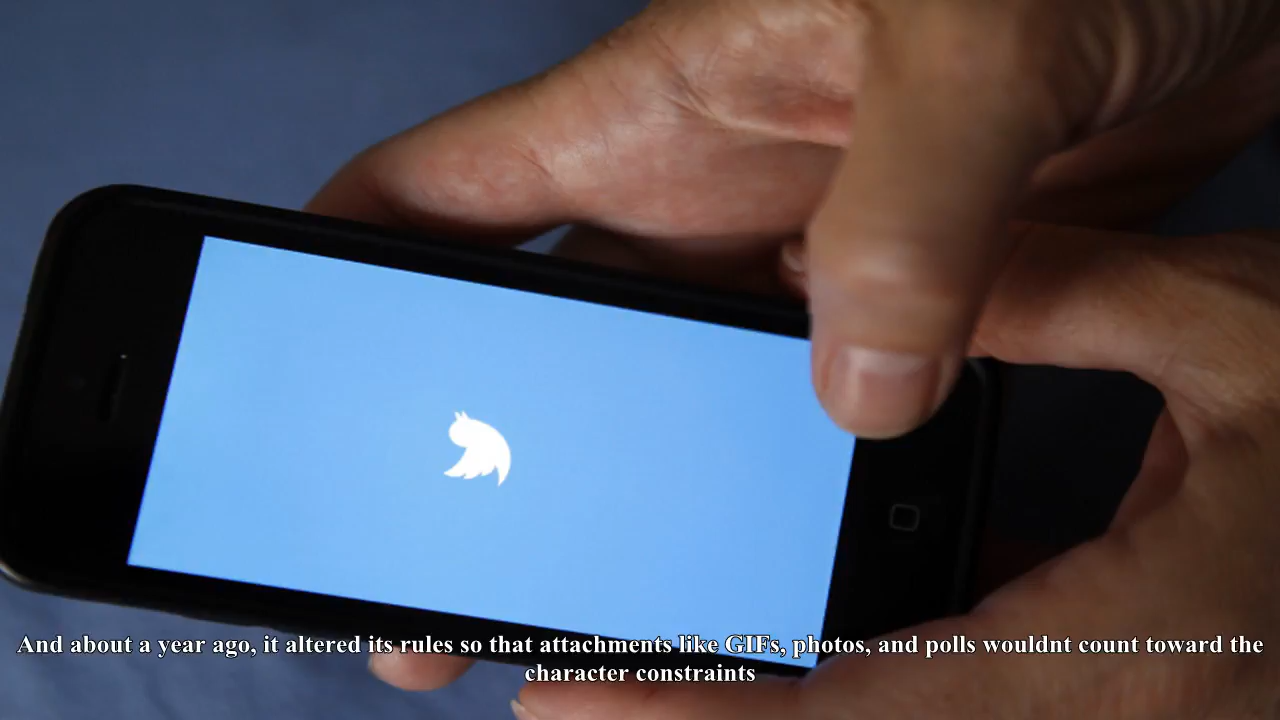 And about a year ago, it altered its rules so that attachments like GIFs, photos, and polls wouldnt count toward the
character constraints